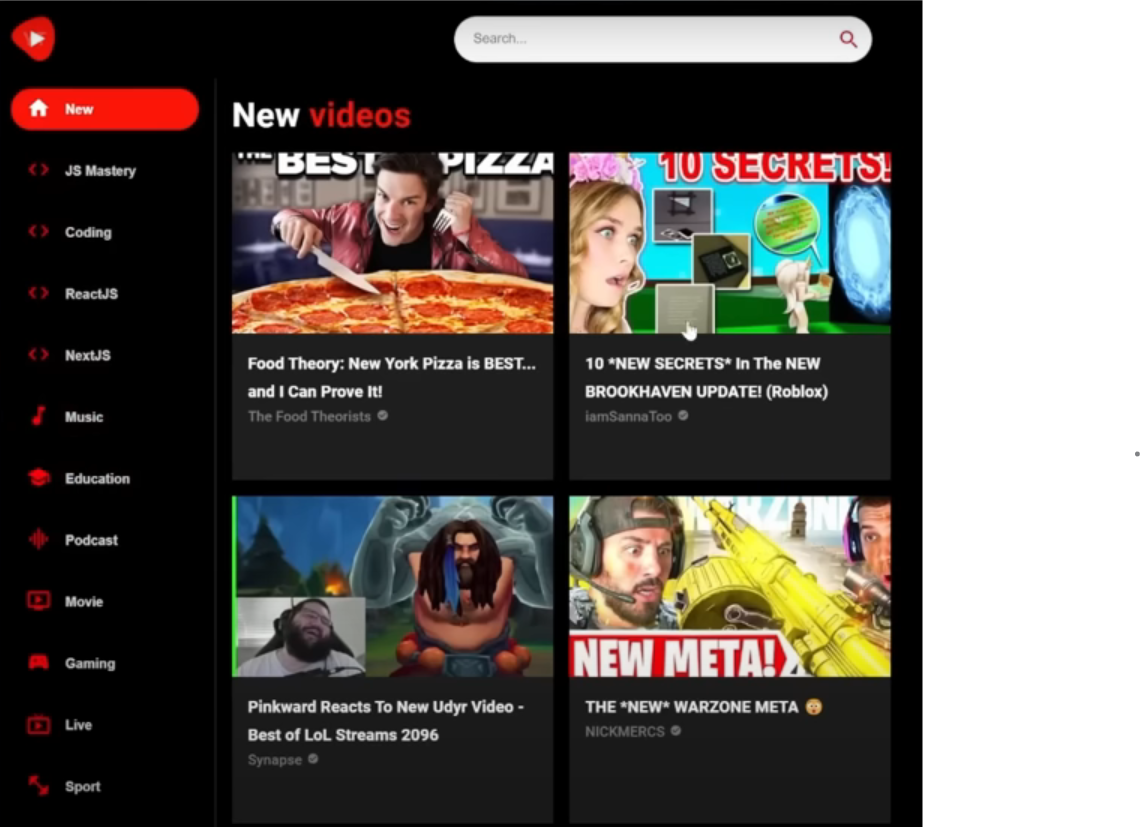 Search...
New
JS Mastery
Coding
ReactJS
NextJS
Music
Education
Podcast
Movie
Gaming
Live
Sport
New videos
THE BEST PIZZA
Food Theory: New York Pizza is BEST...
and I Can Prove It!
The Food Theorists
10 SECRETS!
10 *NEW SECRETS* In The NEW
BROOKHAVEN UPDATE! (Roblox)
iamSannaToo
Pinkward Reacts To New Udyr Video -
Best of LoL Streams 2096
Synapse
WARZONE
NEW META!
THE *NEW* WARZONE META 😳
NICKMERCS